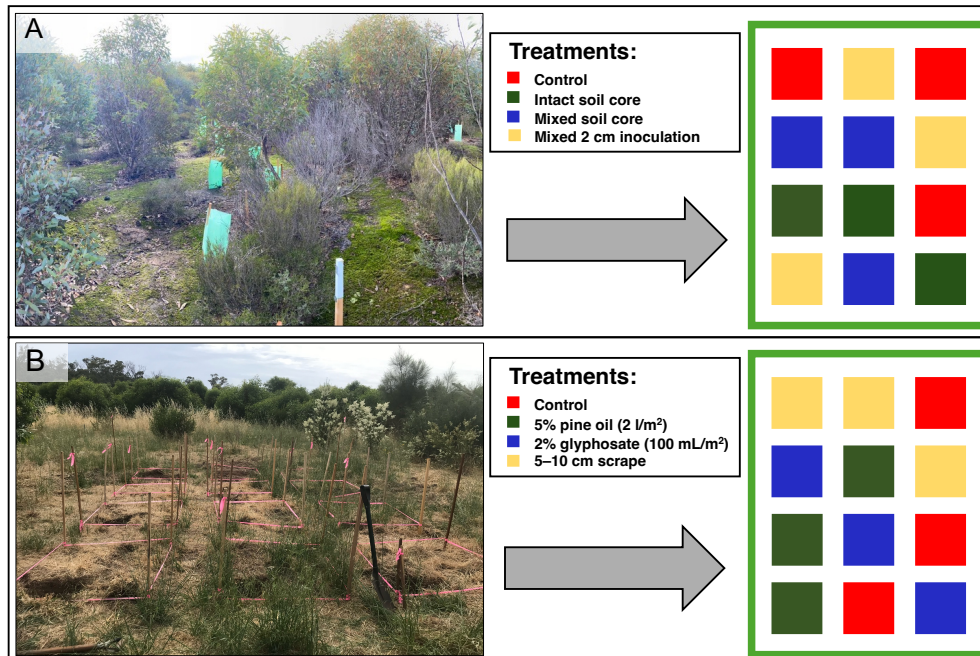 A
Treatments:
Control
Intact soil core
Mixed soil core
Mixed 2 cm inoculation
B
Treatments:
Control
5% pine oil (2 l/m²)
2% glyphosate (100 mL/m²)
5–10 cm scrape